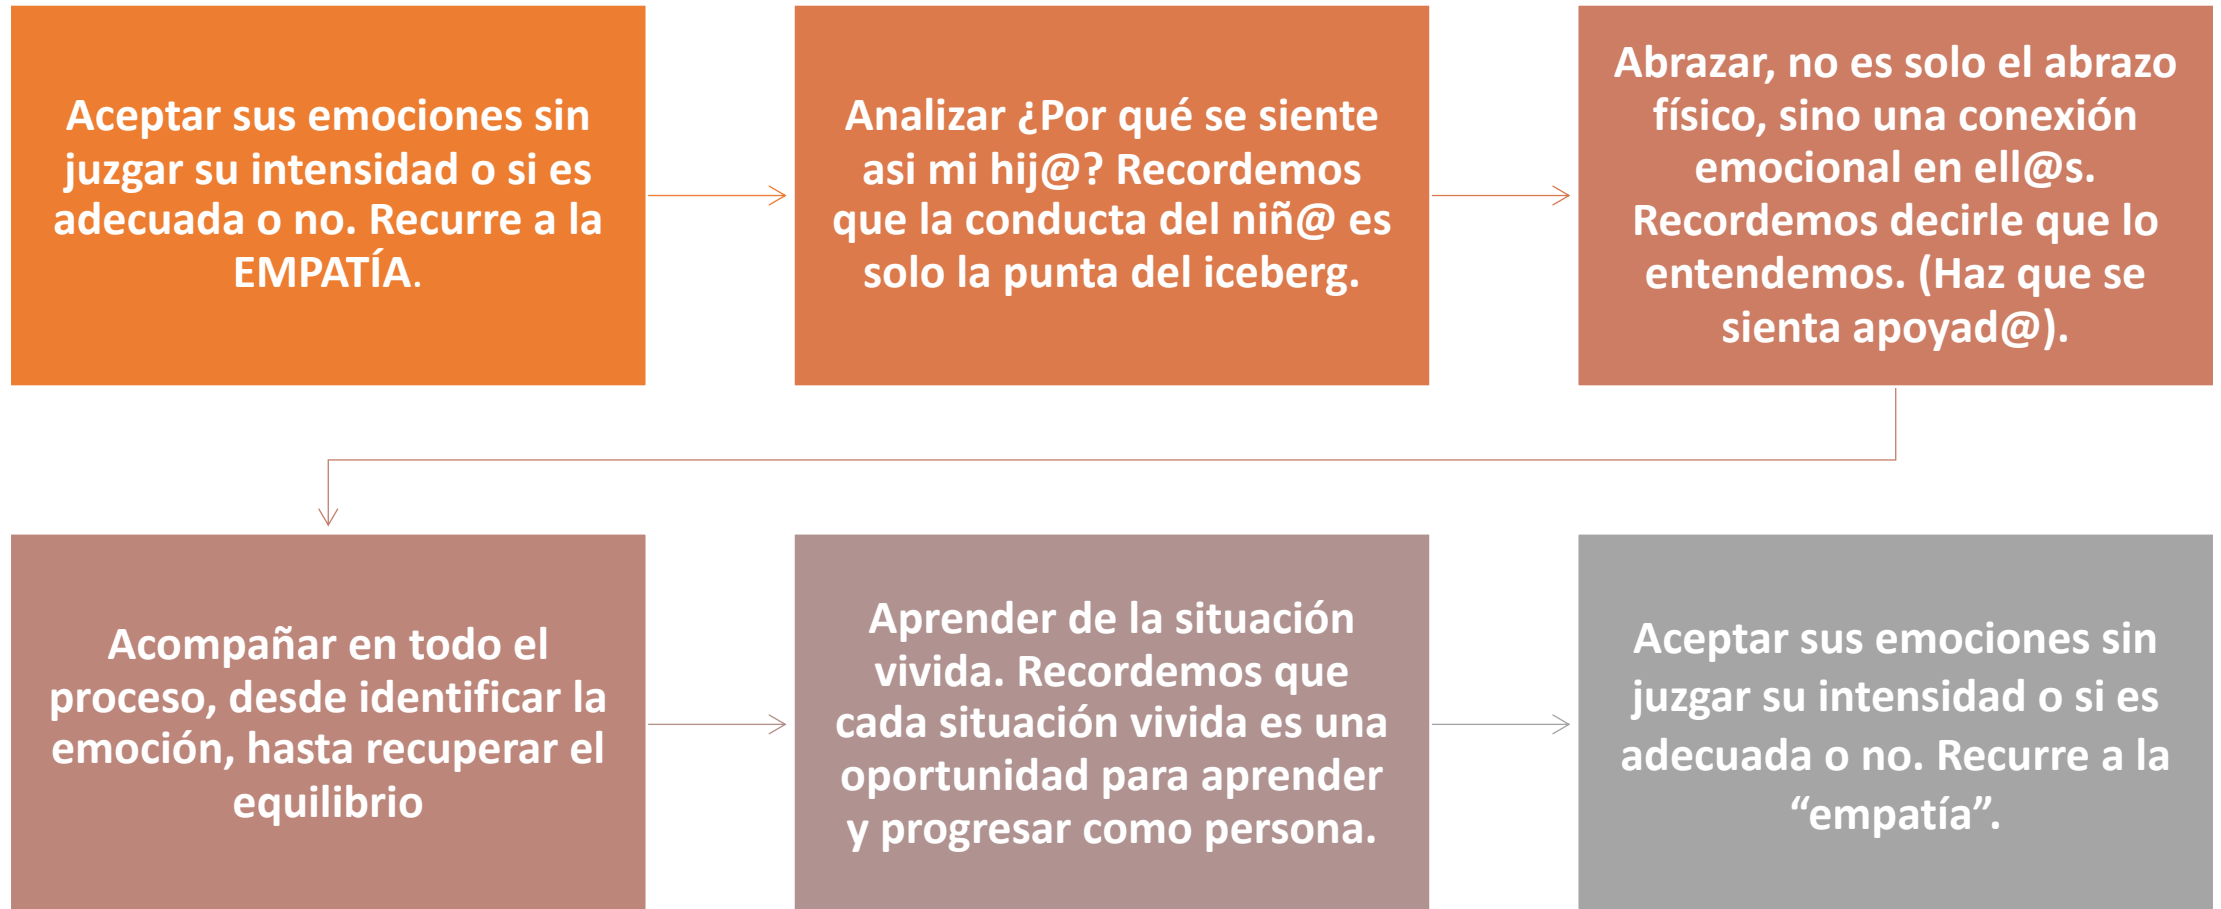 Aceptar sus emociones sin
juzgar su intensidad o si es
adecuada o no. Recurre a la
EMPATÍA.
Analizar ¿Por qué se siente
asi mi hij@? Recordemos
que la conducta del niñ@ es
solo la punta del iceberg.
Abrazar, no es solo el abrazo
físico, sino una conexión
emocional en ell@s.
Recordemos decirle que lo
entendemos. (Haz que se
sienta apoyad@).
Acompañar en todo el
proceso, desde identificar la
emoción, hasta recuperar el
equilibrio
Aprender de la situación
vivida. Recordemos que
cada situación vivida es una
oportunidad para aprender
y progresar como persona.
Aceptar sus emociones sin
juzgar su intensidad o si es
adecuada o no. Recurre a la
“empatía”.